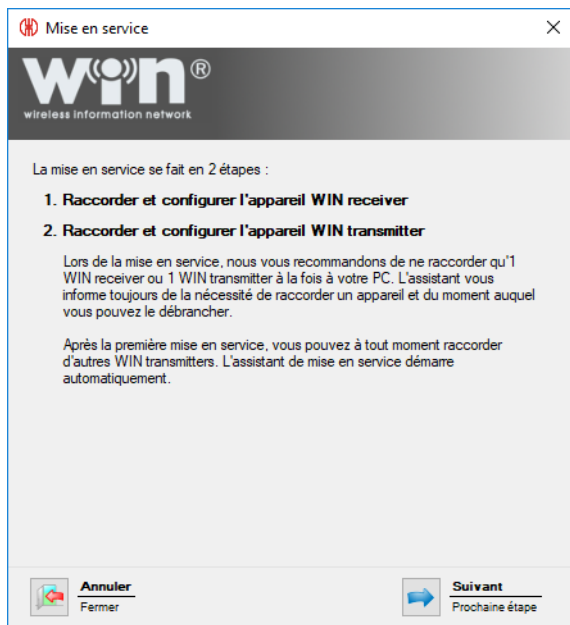 Mise en service
WIN®
wireless information network
La mise en service se fait en 2 étapes :
1. Raccorder et configurer l'appareil WIN receiver
2. Raccorder et configurer l'appareil WIN transmitter
Lors de la mise en service, nous vous recommandons de ne raccorder qu'1
WIN receiver ou 1 WIN transmitter à la fois à votre PC. L'assistant vous
informe toujours de la nécessité de raccorder un appareil et du moment auquel
vous pouvez le débrancher.
Après la première mise en service, vous pouvez à tout moment raccorder
d'autres WIN transmitters. L'assistant de mise en service démarre
automatiquement.
Annuler
Fermer
Suivant
Prochaine étape